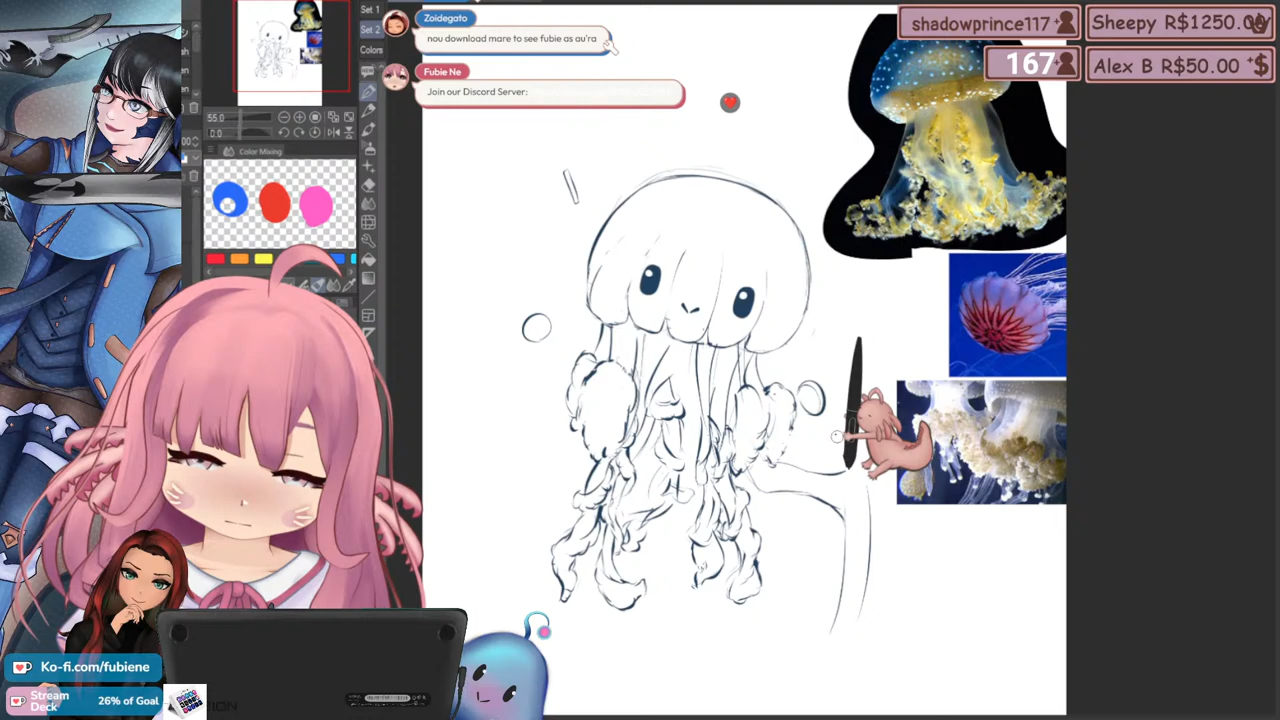 Set 1
Set 2
Colors
Zoidegato
nou download mare to see fubie as au'ra
Fubie Ne
Join our Discord Server:
shadowprince117
Sheepy R$1250.00
167
Alex B R$50.00
55.0
0.0
Color Mixing
Ko-fi.com/fubiene
Stream Deck
26% of Goal